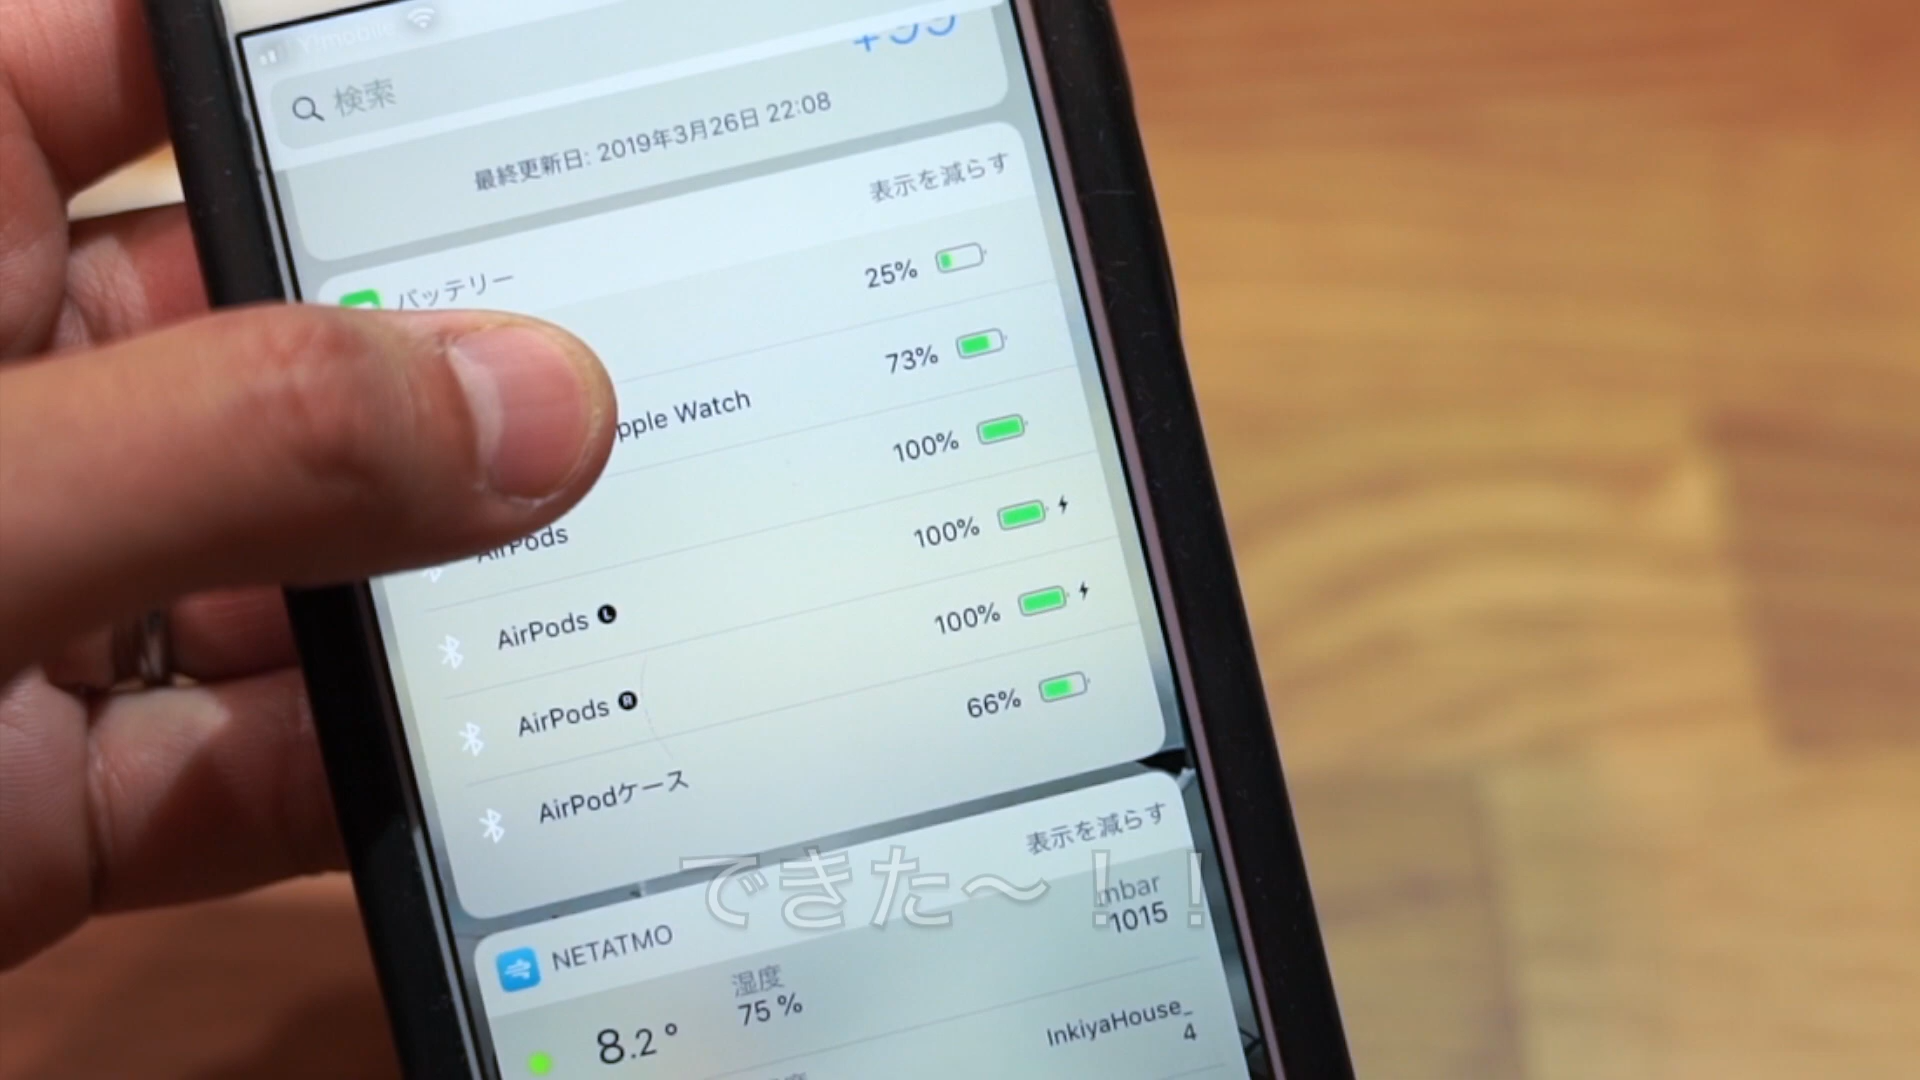 Y!mobile
検索
最終更新日: 2019年3月26日 22:08
表示を減らす
バッテリー
25%
pple Watch 73%
AirPods 100%
AirPods L 100%
AirPods R 100%
AirPodケース 66%
表示を減らす
できた〜！！
NETATMO
mbar
1015
湿度
75 %
8.2°
InkiyaHouse_
4